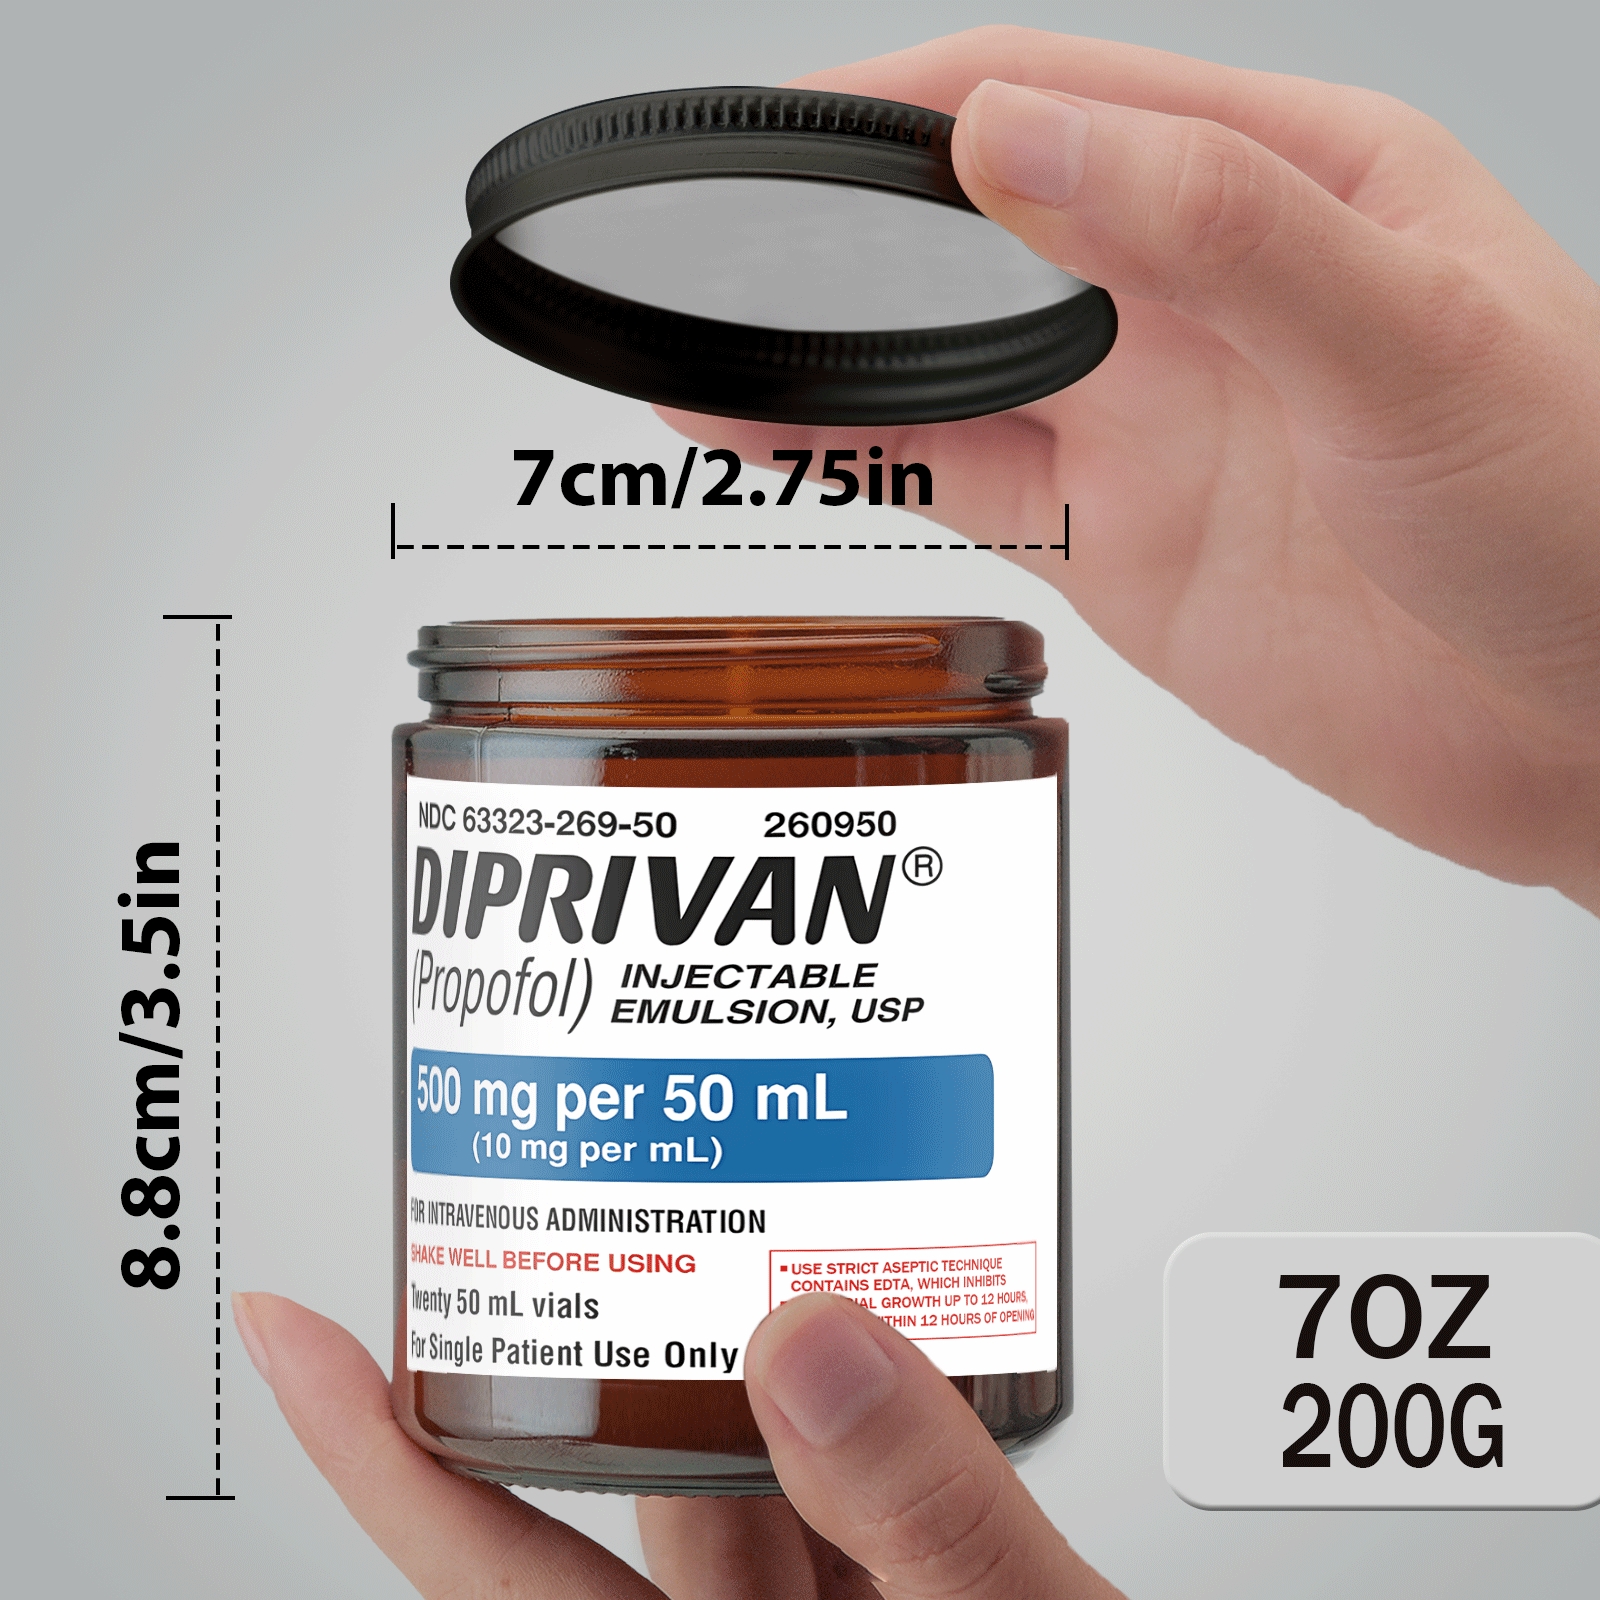 7cm/2.75in
8.8cm/3.5in
NDC 63323-269-50 260950
DIPRIVAN®
(Propofol) INJECTABLE
EMULSION, USP
500 mg per 50 mL
(10 mg per mL)
FOR INTRAVENOUS ADMINISTRATION
SHAKE WELL BEFORE USING
Twenty 50 mL vials
For Single Patient Use Only
▪ USE STRICT ASEPTIC TECHNIQUE
CONTAINS EDTA, WHICH INHIBITS
GROWTH UP TO 12 HOURS,
12 HOURS OF OPENING
7OZ
200G